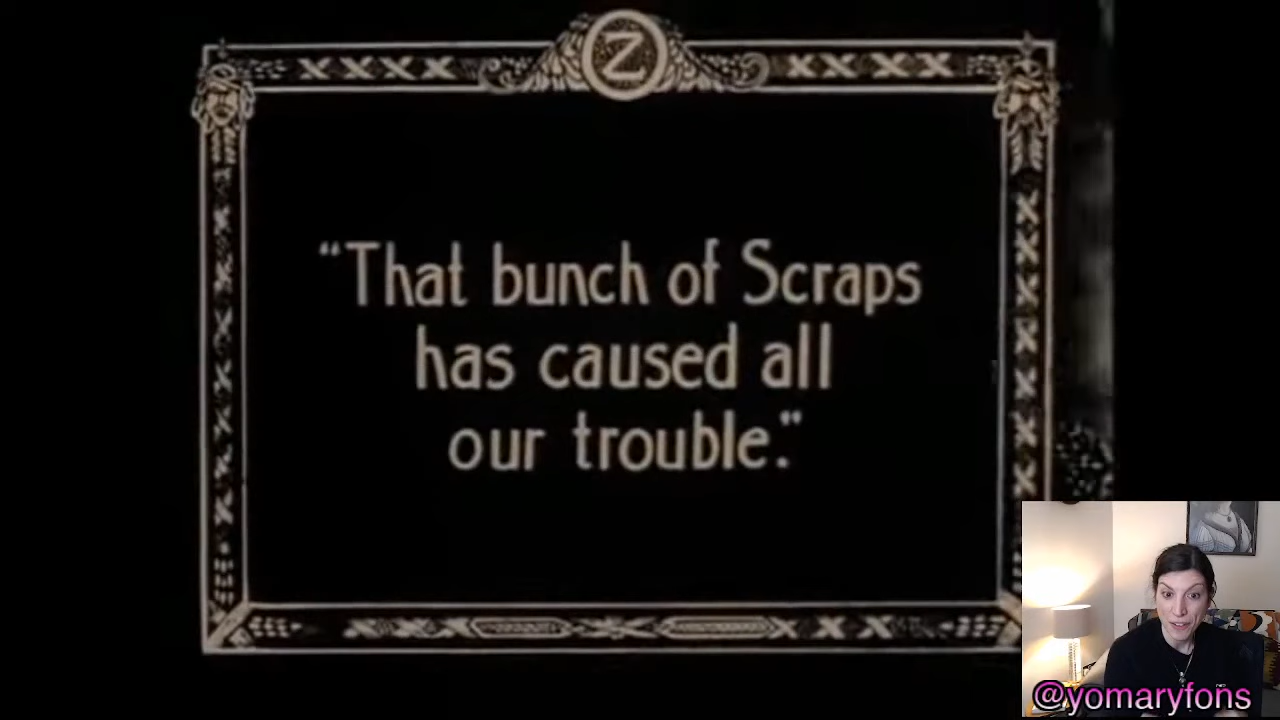 Z
“That bunch of Scraps
has caused all
our trouble.”
@yomaryfons